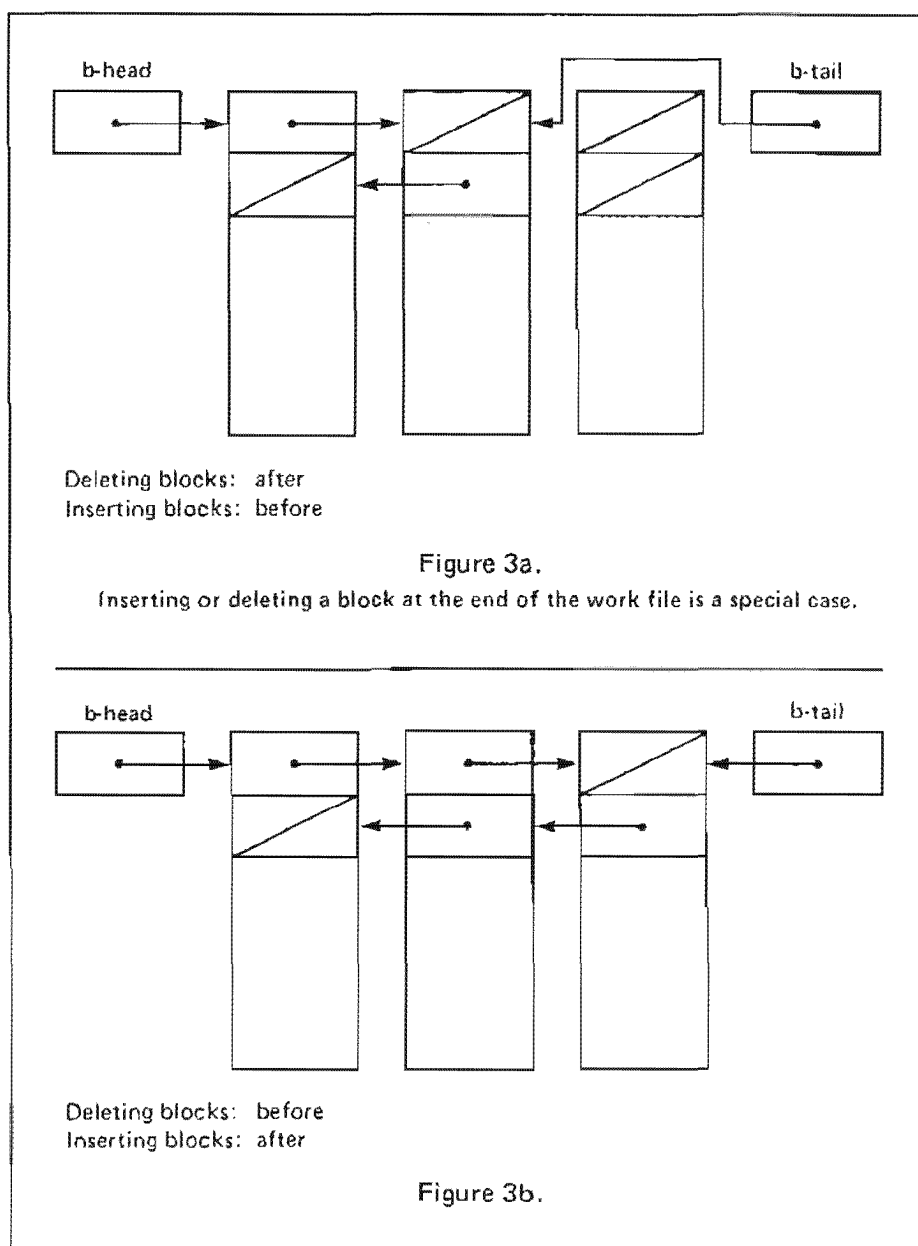 b-head
b-tail
Deleting blocks: after
Inserting blocks: before
Figure 3a.
Inserting or deleting a block at the end of the work file is a special case.
b-head
b-tail
Deleting blocks: before
Inserting blocks: after
Figure 3b.